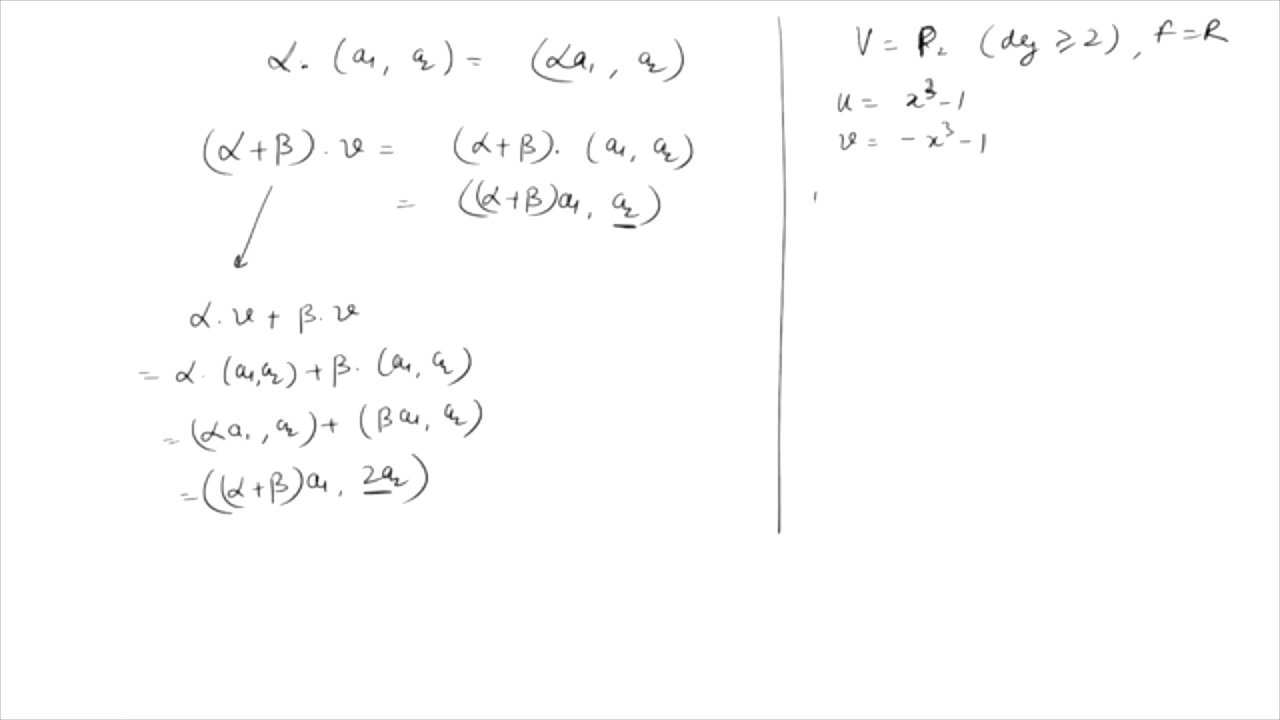 α. (a₁, a₂) = (αa₁, a₂)
(α+β). v = (α+β). (a₁, a₂)
= ((α+β)a₁, a₂)
α. v + β. v
= α. (a₁,a₂) + β. (a₁, a₂)
= (αa₁, a₂) + (βa₁, a₂)
= ((α+β)a₁, 2a₂)
V = P₂ (deg ≥ 2), F = R
u = x³-1
v = -x³-1